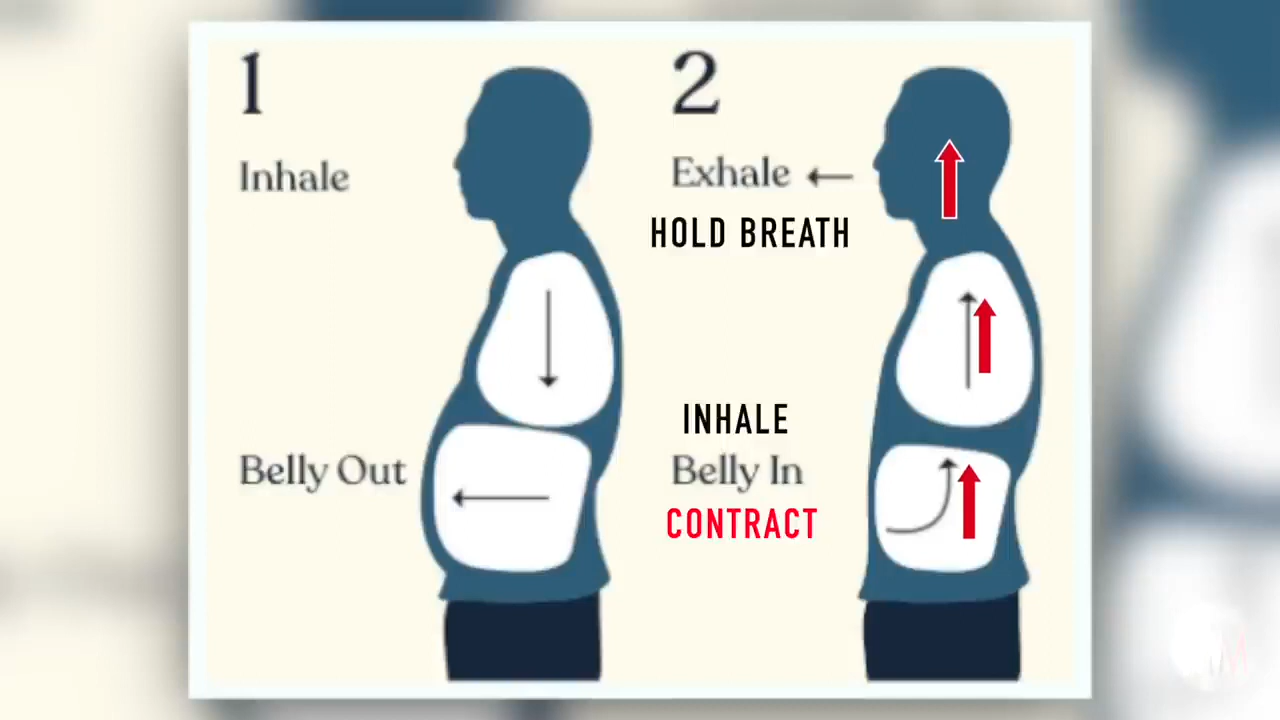 1
Inhale
Belly Out
2
Exhale
HOLD BREATH
INHALE
Belly In
CONTRACT